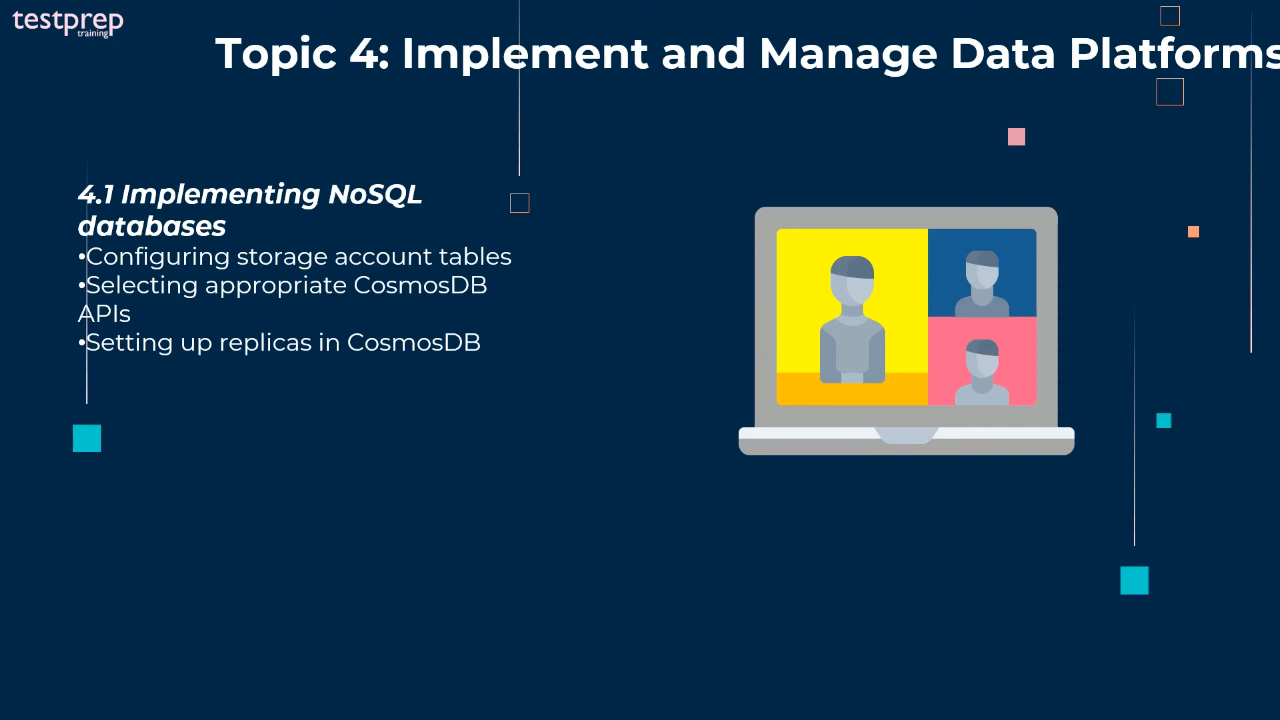 testprep
training
Topic 4: Implement and Manage Data Platforms
4.1 Implementing NoSQL
databases
•Configuring storage account tables
•Selecting appropriate CosmosDB
APIs
•Setting up replicas in CosmosDB